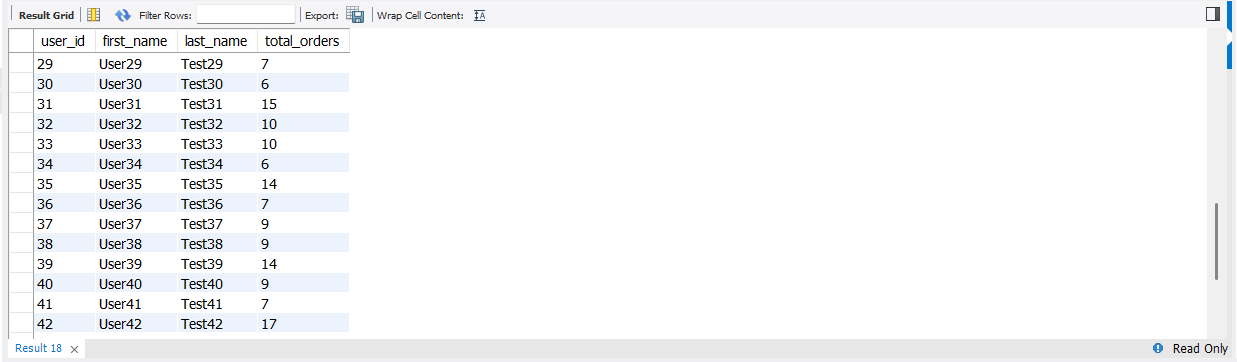 Result Grid Filter Rows: Export: Wrap Cell Content:
user_id first_name last_name total_orders
29 User29 Test29 7
30 User30 Test30 6
31 User31 Test31 15
32 User32 Test32 10
33 User33 Test33 10
34 User34 Test34 6
35 User35 Test35 14
36 User36 Test36 7
37 User37 Test37 9
38 User38 Test38 9
39 User39 Test39 14
40 User40 Test40 9
41 User41 Test41 7
42 User42 Test42 17
Result 18 Read Only